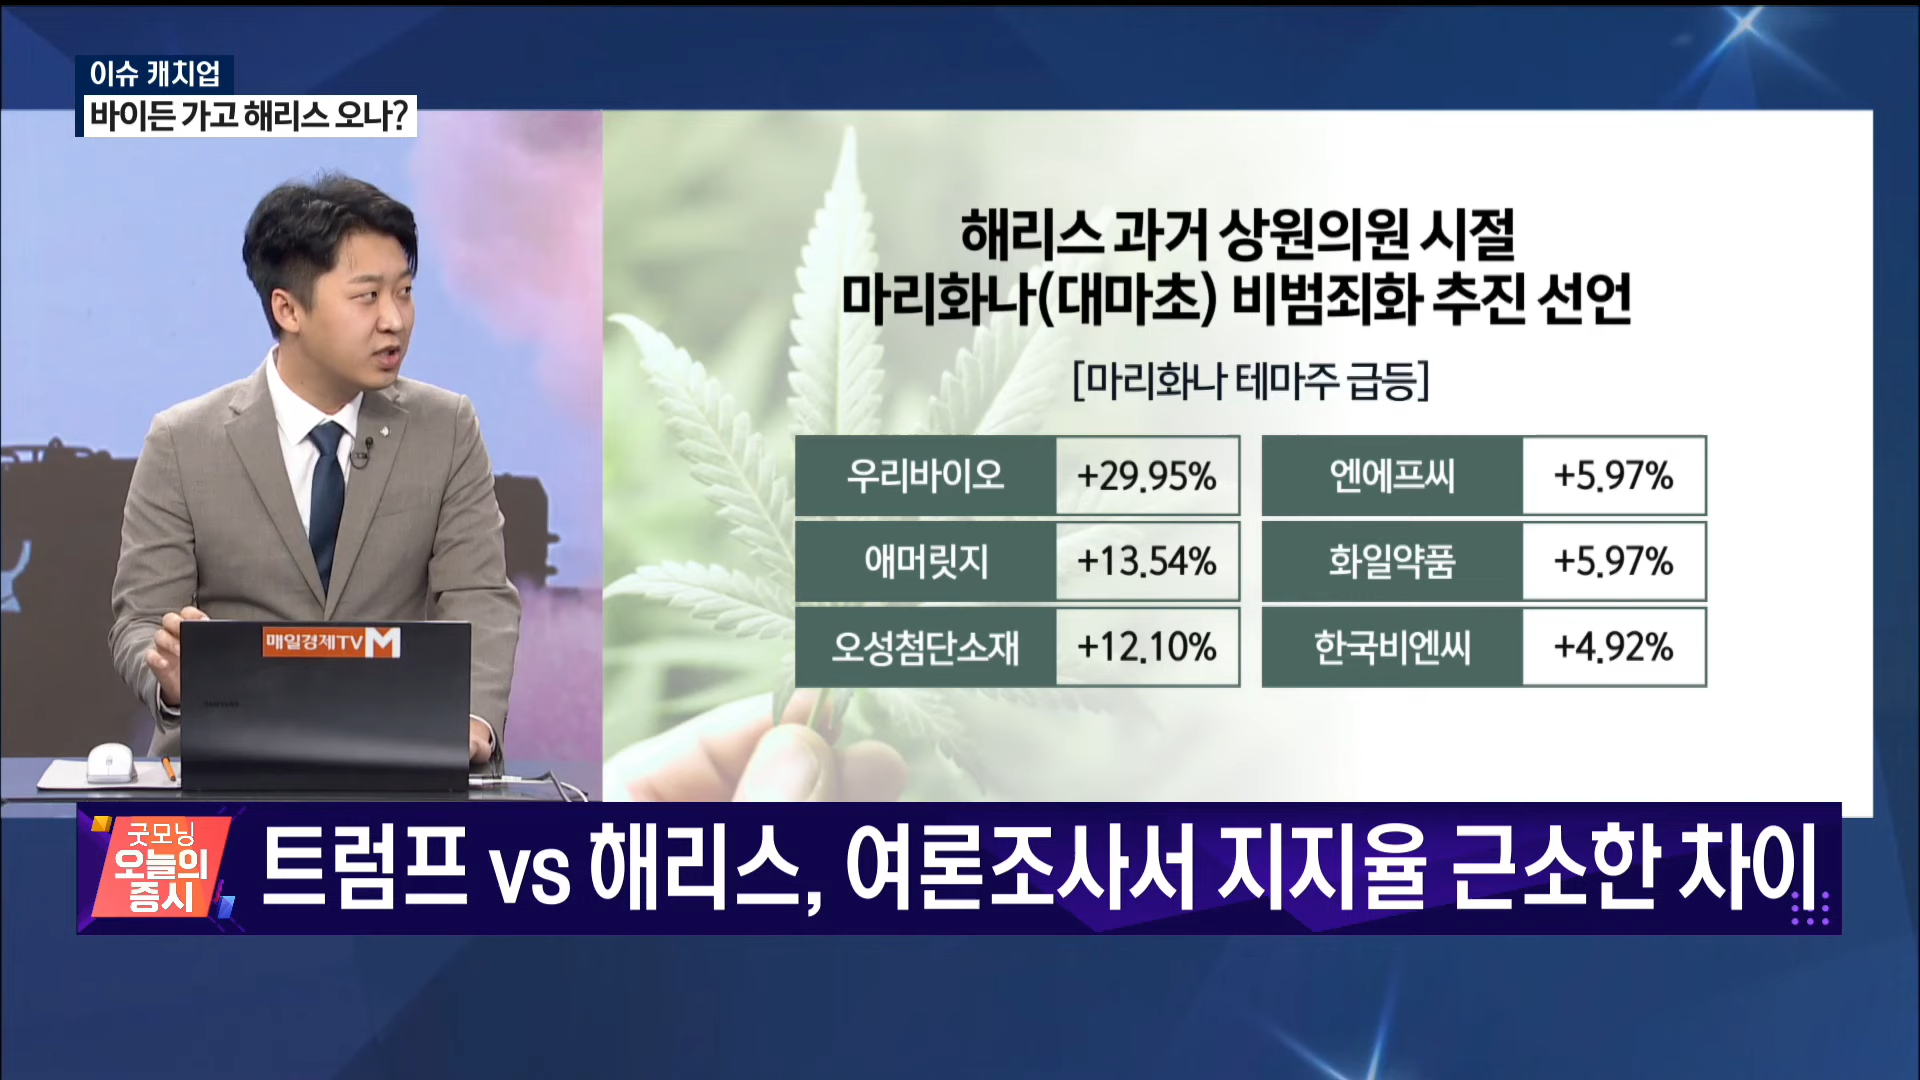 이슈 캐치업
바이든 가고 해리스 오나?
해리스 과거 상원의원 시절
마리화나(대마초) 비범죄화 추진 선언
[마리화나 테마주 급등]
우리바이오 +29.95% 엔에프씨 +5.97%
애머릿지 +13.54% 화일약품 +5.97%
오성첨단소재 +12.10% 한국비엔씨 +4.92%
매일경제TV M
굿모닝
오늘의
증시
트럼프 vs 해리스, 여론조사서 지지율 근소한 차이